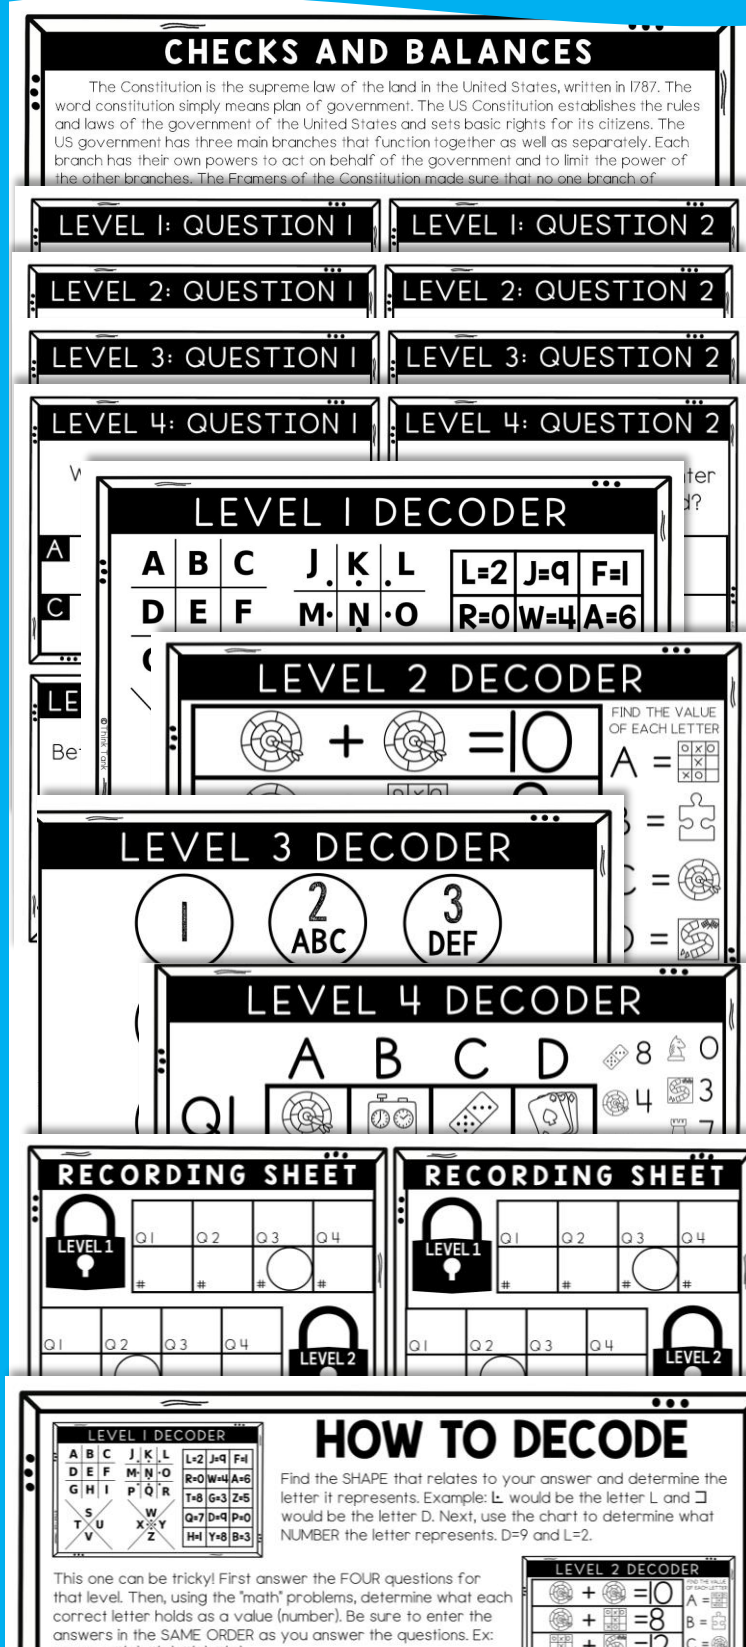 CHECKS AND BALANCES
The Constitution is the supreme law of the land in the United States, written in 1787. The
word constitution simply means plan of government. The US Constitution establishes the rules
and laws of the government of the United States and sets basic rights for its citizens. The
US government has three main branches that function together as well as separately. Each
branch has their own powers to act on behalf of the government and to limit the power of
the other branches. The Framers of the Constitution made sure that no one branch of
LEVEL 1: QUESTION 1
LEVEL 1: QUESTION 2
LEVEL 2: QUESTION 1
LEVEL 2: QUESTION 2
LEVEL 3: QUESTION 1
LEVEL 3: QUESTION 2
LEVEL 4: QUESTION 1
LEVEL 4: QUESTION 2
A
C
LEVEL 1 DECODER
A B C
D E F
J K L
M N O
L=2 J=9 F=1
R=0 W=4 A=6
© Think Tank
LEVEL 2 DECODER
+ =10
FIND THE VALUE
OF EACH LETTER
A =
=
=
=
LEVEL 3 DECODER
1
2
ABC
3
DEF
LEVEL 4 DECODER
A B C D
Q1
8 0
4 3
7
RECORDING SHEET
LEVEL 1
Q1 Q2 Q3 Q4
# # # #
Q1 Q2 Q3 Q4
LEVEL 2
RECORDING SHEET
LEVEL 1
Q1 Q2 Q3 Q4
# # # #
Q1 Q2 Q3 Q4
LEVEL 2
HOW TO DECODE
LEVEL 1 DECODER
A B C
D E F
G H I
J K L
M N O
P Q R
S
T U
V
W
X Y
Z
L=2 J=9 F=1
R=0 W=4 A=6
T=8 G=3 Z=5
Q=7 D=9 P=0
H=1 Y=8 B=3
Find the SHAPE that relates to your answer and determine the
letter it represents. Example: would be the letter L and
would be the letter D. Next, use the chart to determine what
NUMBER the letter represents. D=9 and L=2.
This one can be tricky! First answer the FOUR questions for
that level. Then, using the "math" problems, determine what each
correct letter holds as a value (number). Be sure to enter the
answers in the SAME ORDER as you answer the questions. Ex:
LEVEL 2 DECODER
+ =10
+ =8
FIND THE VALUE
OF EACH LETTER
A =
B =